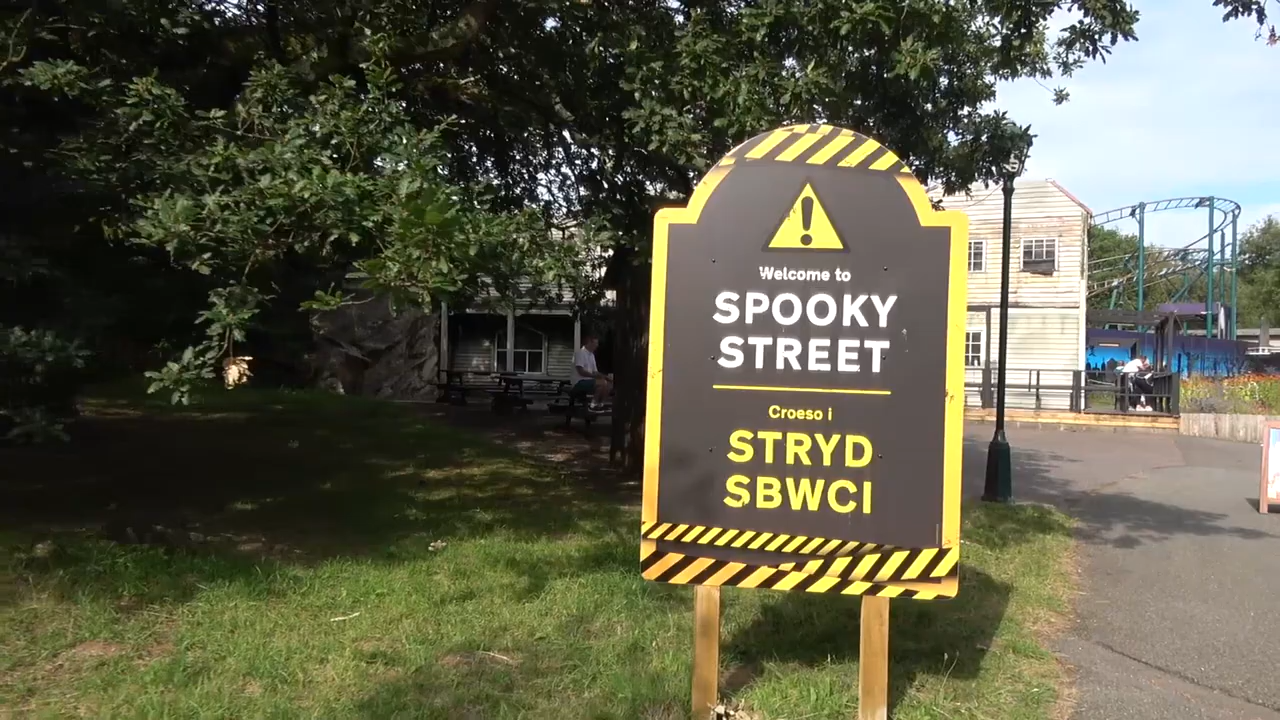 Welcome to
SPOOKY
STREET
Croeso i
STRYD
SBWCI